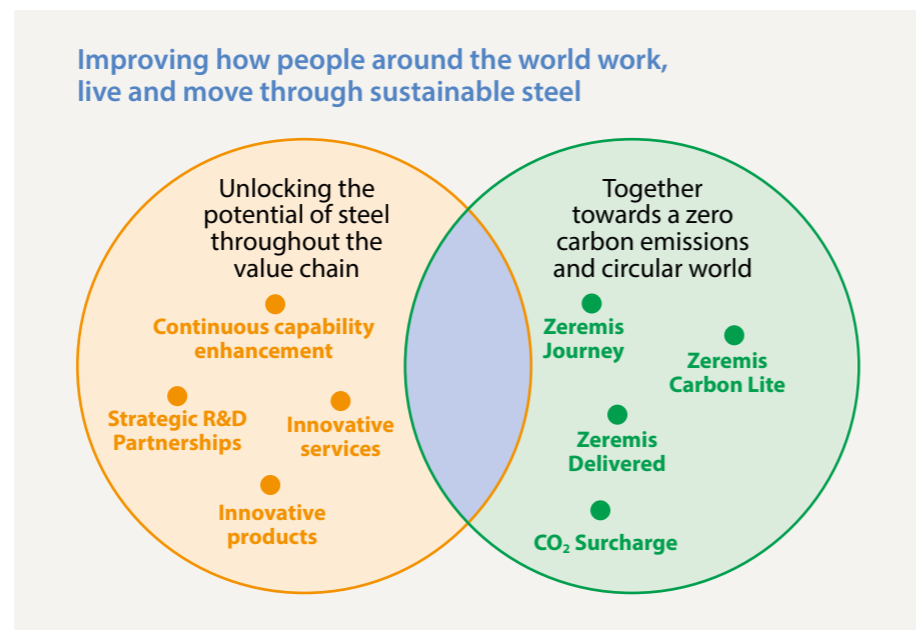 Improving how people around the world work,
live and move through sustainable steel
Unlocking the
potential of steel
throughout the
value chain
Continuous capability
enhancement
Strategic R&D
Partnerships
Innovative
services
Innovative
products
Together
towards a zero
carbon emissions
and circular world
Zeremis
Journey
Zeremis
Carbon Lite
Zeremis
Delivered
CO₂ Surcharge